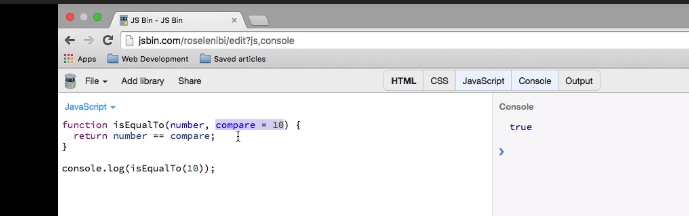 JS Bin - JS Bin
jsbin.com/roselenibi/edit?js,console
Apps Web Development Saved articles
File Add library Share HTML CSS JavaScript Console Output
JavaScript
Console
function isEqualTo(number, compare = 10) {
return number == compare;
}
console.log(isEqualTo(10));
true